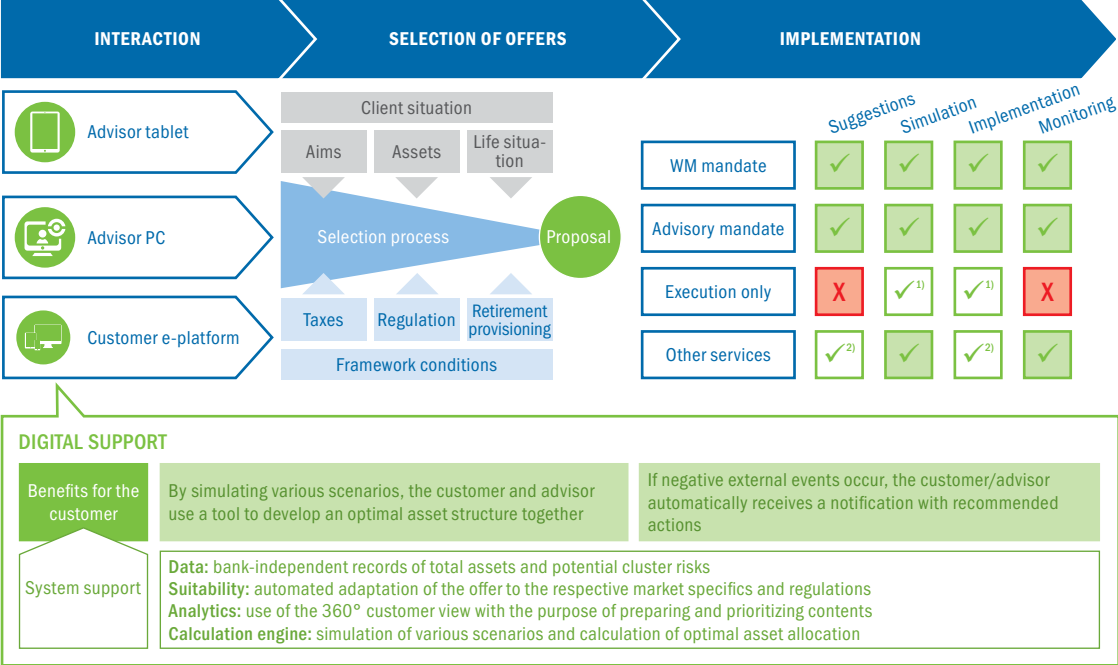 INTERACTION
SELECTION OF OFFERS
IMPLEMENTATION
Advisor tablet
Advisor PC
Customer e-platform
Client situation
Aims
Assets
Life situa-
tion
Selection process
Proposal
Taxes
Regulation
Retirement
provisioning
Framework conditions
Suggestions
Simulation
Implementation
Monitoring
WM mandate
✓ ✓ ✓ ✓
Advisory mandate
✓ ✓ ✓ ✓
Execution only
X ✓1) ✓1) X
Other services
✓2) ✓ ✓2) ✓
DIGITAL SUPPORT
Benefits for the
customer
By simulating various scenarios, the customer and advisor
use a tool to develop an optimal asset structure together
If negative external events occur, the customer/advisor
automatically receives a notification with recommended
actions
System support
Data: bank-independent records of total assets and potential cluster risks
Suitability: automated adaptation of the offer to the respective market specifics and regulations
Analytics: use of the 360° customer view with the purpose of preparing and prioritizing contents
Calculation engine: simulation of various scenarios and calculation of optimal asset allocation